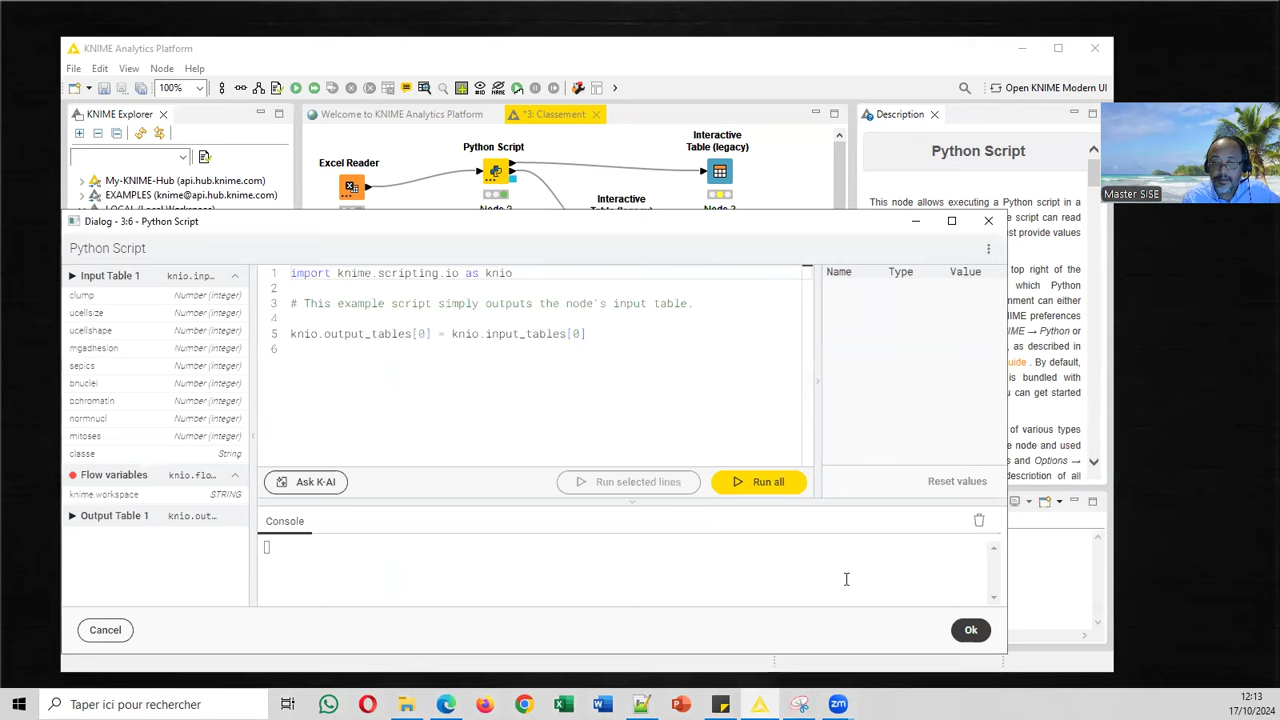 KNIME Analytics Platform
File Edit View Node Help
100%
Open KNIME Modern UI
KNIME Explorer
Welcome to KNIME Analytics Platform
*3: Classement
Description
My-KNIME-Hub (api.hub.knime.com)
EXAMPLES (knime@api.hub.knime.com)
Excel Reader
Python Script
Interactive
Table (legacy)
Interactive
Python Script
This node allows executing a Python script in a
Master SISE
Dialog - 3:6 - Python Script
Python Script
Input Table 1 knio.inp...
clump Number (integer)
ucellsize Number (integer)
ucellshape Number (integer)
mgadhesion Number (integer)
sepics Number (integer)
bnuclei Number (integer)
bchromatin Number (integer)
normnucl Number (integer)
mitoses Number (integer)
classe String
Flow variables knio.flo...
knime.workspace STRING
Output Table 1 knio.out...
1 import knime.scripting.io as knio
2
3 # This example script simply outputs the node's input table.
4
5 knio.output_tables[0] = knio.input_tables[0]
6
Name Type Value
Ask K-AI
Run selected lines
Run all
Reset values
Console
Cancel
Ok
script can read
st provide values
top right of the
which Python
nment can either
NIME preferences
IME → Python or
, as described in
uide . By default,
is bundled with
u can get started
of various types
e node and used
s and Options →
description of all
Taper ici pour rechercher
12:13
17/10/2024